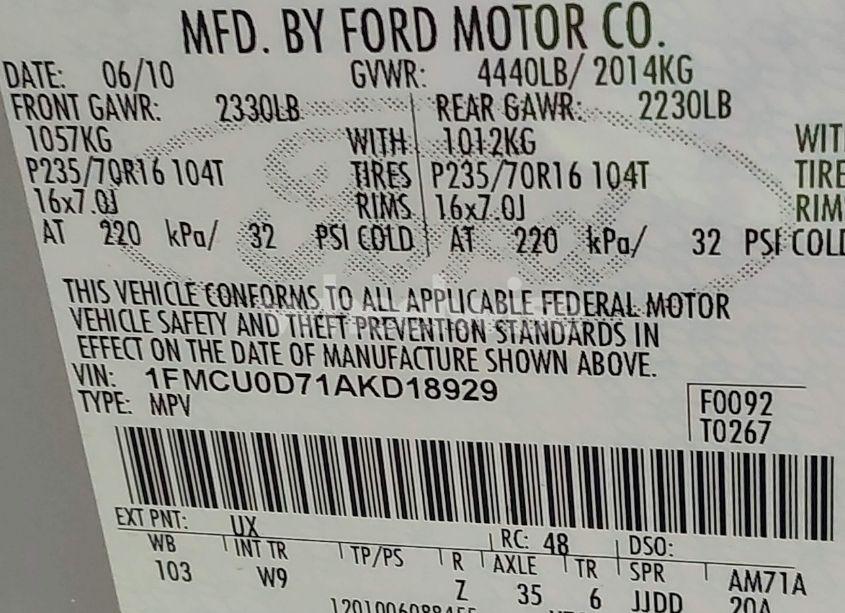 MFD. BY FORD MOTOR CO.
DATE: 06/10 GVWR: 4440LB/ 2014KG
FRONT GAWR: 2330LB REAR GAWR: 2230LB
1057KG WITH 1012KG WIT
P235/70R16 104T TIRES P235/70R16 104T TIRE
16x7.0J RIMS 16x7.0J RIM
AT 220 kPa/ 32 PSI COLD AT 220 kPa/ 32 PSI COLD
THIS VEHICLE CONFORMS TO ALL APPLICABLE FEDERAL MOTOR
VEHICLE SAFETY AND THEFT PREVENTION STANDARDS IN
EFFECT ON THE DATE OF MANUFACTURE SHOWN ABOVE.
VIN: 1FMCU0D71AKD18929
TYPE: MPV
F0092
T0267
EXT PNT: UX RC: 48 DSO:
WB INT TR TP/PS R AXLE TR SPR AM71A
103 W9 Z 35 6 JJDD 20A